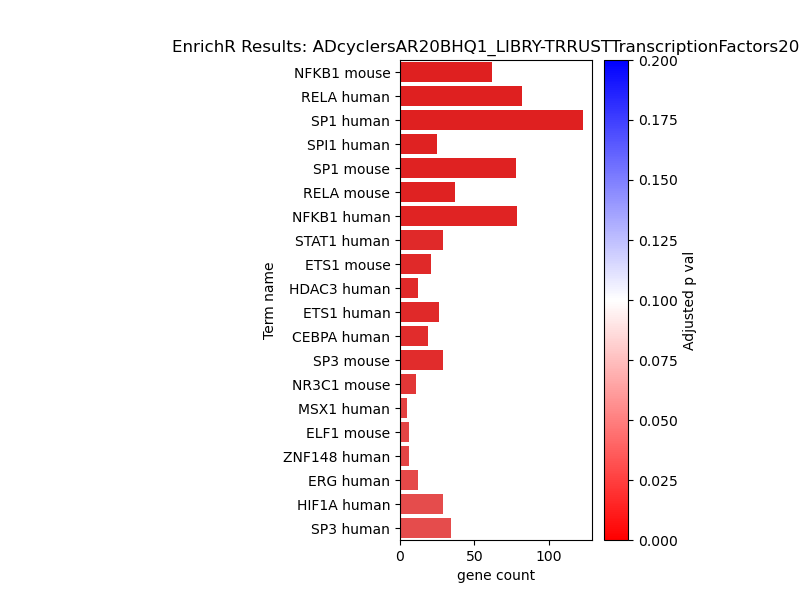 EnrichR Results: ADcyclersAR20BHQ1_LIBRY-TRRUSTTranscriptionFactors20
NFKB1 mouse
RELA human
SP1 human
SPI1 human
SP1 mouse
RELA mouse
NFKB1 human
STAT1 human
ETS1 mouse
HDAC3 human
ETS1 human
CEBPA human
SP3 mouse
NR3C1 mouse
MSX1 human
ELF1 mouse
ZNF148 human
ERG human
HIF1A human
SP3 human
Term name
0 50 100
gene count
0.200
0.175
0.150
0.125
0.100
0.075
0.050
0.025
0.000
Adjusted p val